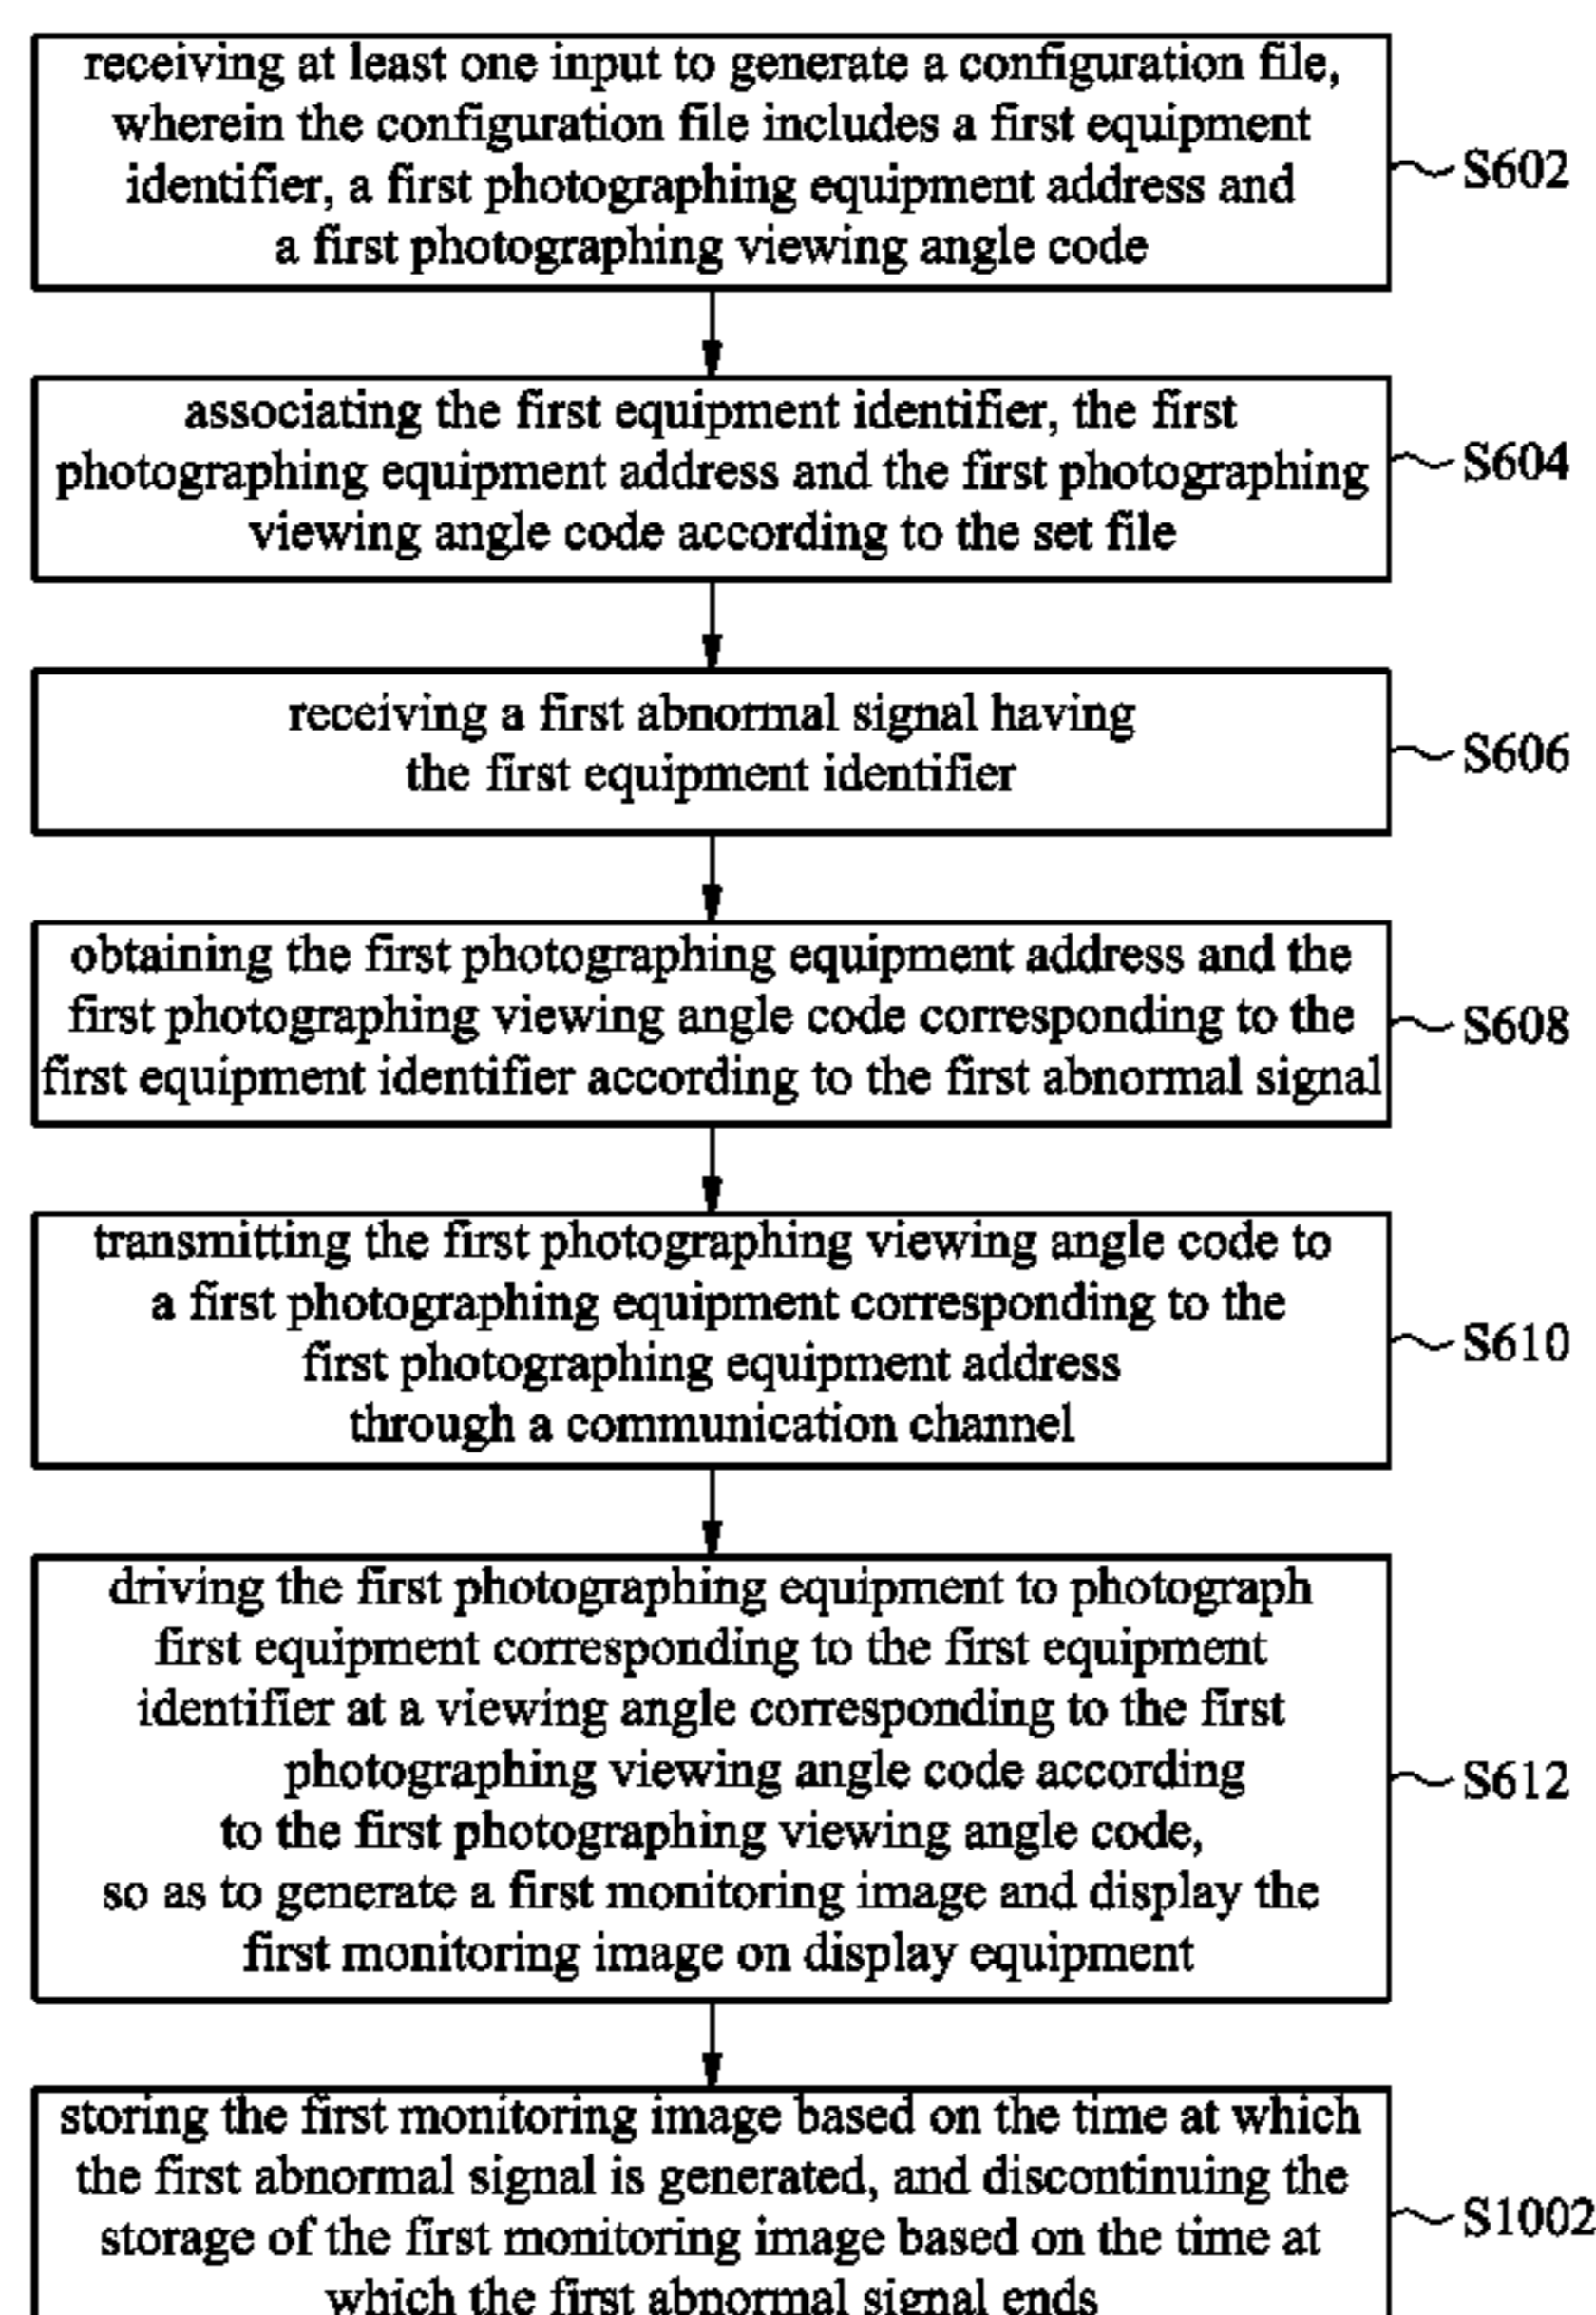 receiving at least one input to generate a configuration file,
wherein the configuration file includes a first equipment
identifier, a first photographing equipment address and
a first photographing viewing angle code
S602
associating the first equipment identifier, the first
photographing equipment address and the first photographing
viewing angle code according to the set file
S604
receiving a first abnormal signal having
the first equipment identifier
S606
obtaining the first photographing equipment address and the
first photographing viewing angle code corresponding to the
first equipment identifier according to the first abnormal signal
S608
transmitting the first photographing viewing angle code to
a first photographing equipment corresponding to the
first photographing equipment address
through a communication channel
S610
driving the first photographing equipment to photograph
first equipment corresponding to the first equipment
identifier at a viewing angle corresponding to the first
photographing viewing angle code according
to the first photographing viewing angle code,
so as to generate a first monitoring image and display the
first monitoring image on display equipment
S612
storing the first monitoring image based on the time at which
the first abnormal signal is generated, and discontinuing the
storage of the first monitoring image based on the time at
which the first abnormal signal ends
S1002